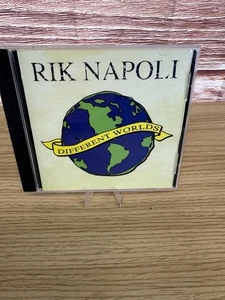 RIK NAPOLI
DIFFERENT WORLDS